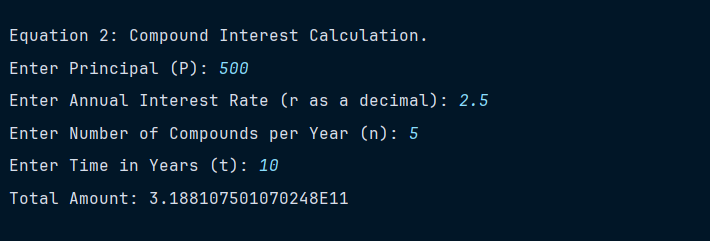 Equation 2: Compound Interest Calculation.
Enter Principal (P): 500
Enter Annual Interest Rate (r as a decimal): 2.5
Enter Number of Compounds per Year (n): 5
Enter Time in Years (t): 10
Total Amount: 3.188107501070248E11